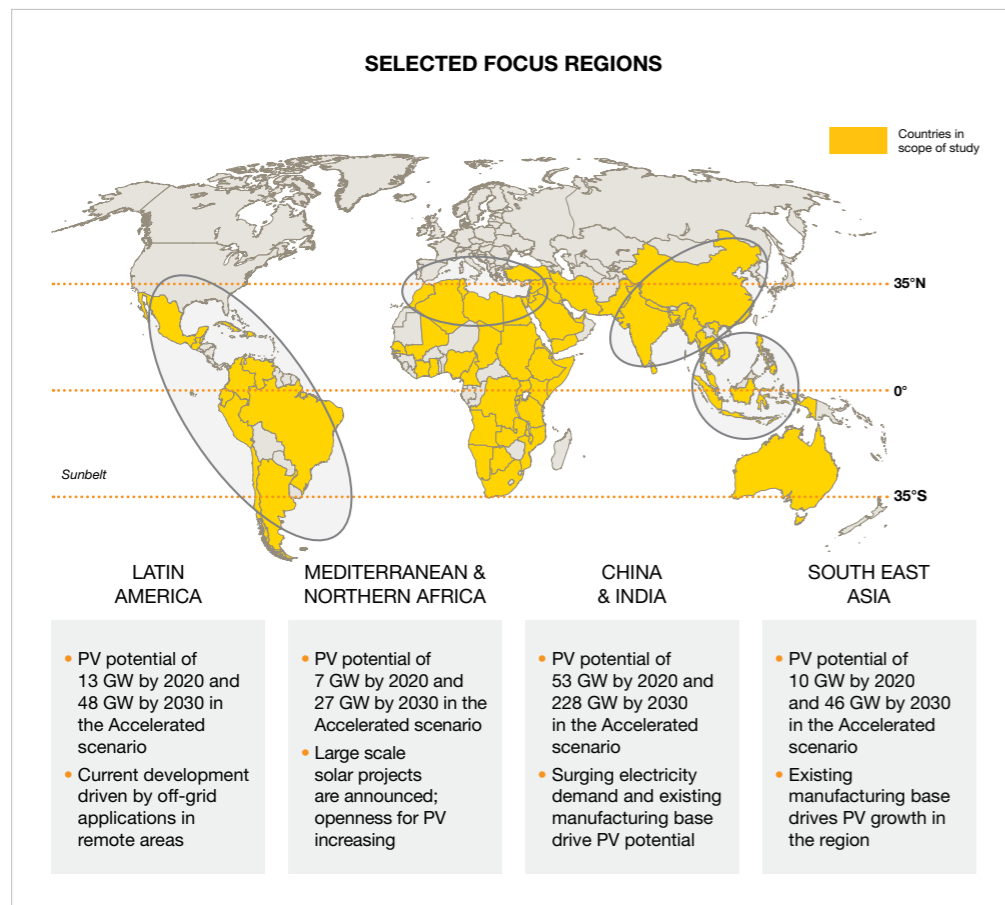 SELECTED FOCUS REGIONS
Countries in
scope of study
35°N
0°
Sunbelt
35°S
LATIN
AMERICA
• PV potential of
13 GW by 2020 and
48 GW by 2030 in
the Accelerated
scenario
• Current development
driven by off-grid
applications in
remote areas
MEDITERRANEAN &
NORTHERN AFRICA
• PV potential of
7 GW by 2020 and
27 GW by 2030 in the
Accelerated scenario
• Large scale
solar projects
are announced;
openness for PV
increasing
CHINA
& INDIA
• PV potential of
53 GW by 2020 and
228 GW by 2030
in the Accelerated
scenario
• Surging electricity
demand and existing
manufacturing base
drive PV potential
SOUTH EAST
ASIA
• PV potential of
10 GW by 2020
and 46 GW by 2030
in the Accelerated
scenario
• Existing
manufacturing base
drives PV growth in
the region